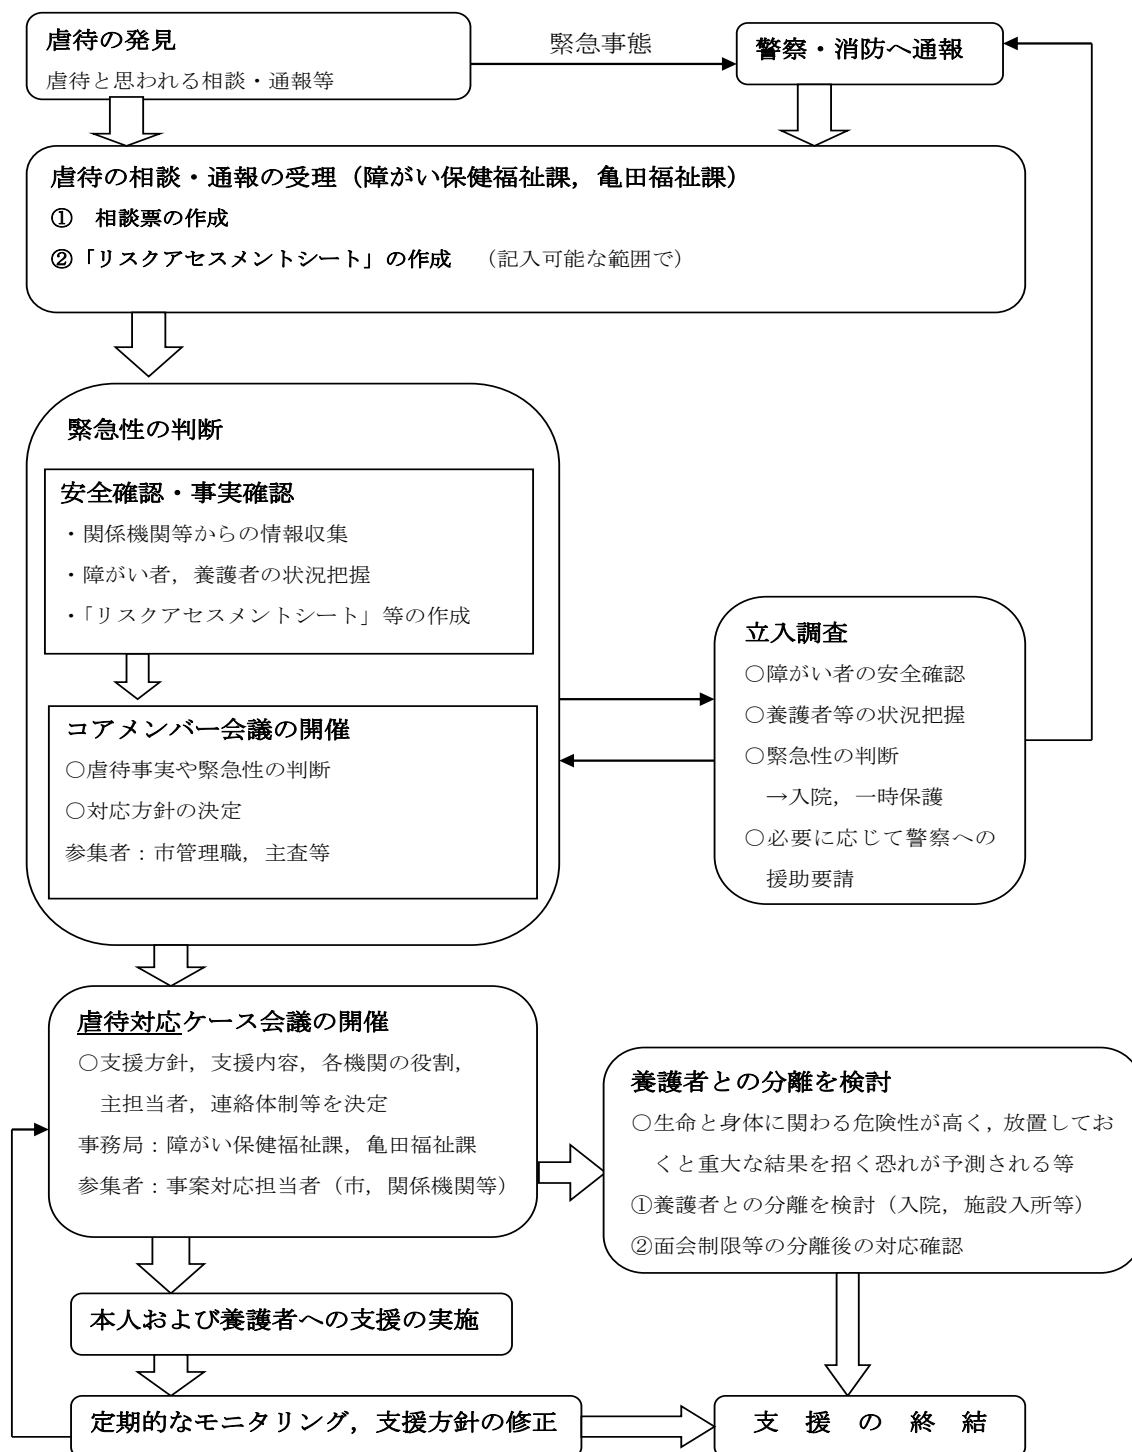 虐待の発見
虐待と思われる相談・通報等
緊急事態
警察・消防へ通報
虐待の相談・通報の受理（障がい保健福祉課，亀田福祉課）
①　相談票の作成
②「リスクアセスメントシート」の作成　（記入可能な範囲で）
緊急性の判断
安全確認・事実確認
・関係機関等からの情報収集
・障がい者，養護者の状況把握
・「リスクアセスメントシート」等の作成
コアメンバー会議の開催
○虐待事実や緊急性の判断
○対応方針の決定
参集者：市管理職，主査等
立入調査
○障がい者の安全確認
○養護者等の状況把握
○緊急性の判断
→入院，一時保護
○必要に応じて警察への
援助要請
虐待対応ケース会議の開催
○支援方針，支援内容，各機関の役割，
主担当者，連絡体制等を決定
事務局：障がい保健福祉課，亀田福祉課
参集者：事案対応担当者（市，関係機関等）
養護者との分離を検討
○生命と身体に関わる危険性が高く，放置してお
くと重大な結果を招く恐れが予測される等
①養護者との分離を検討（入院，施設入所等）
②面会制限等の分離後の対応確認
本人および養護者への支援の実施
定期的なモニタリング，支援方針の修正
支　援　の　終　結